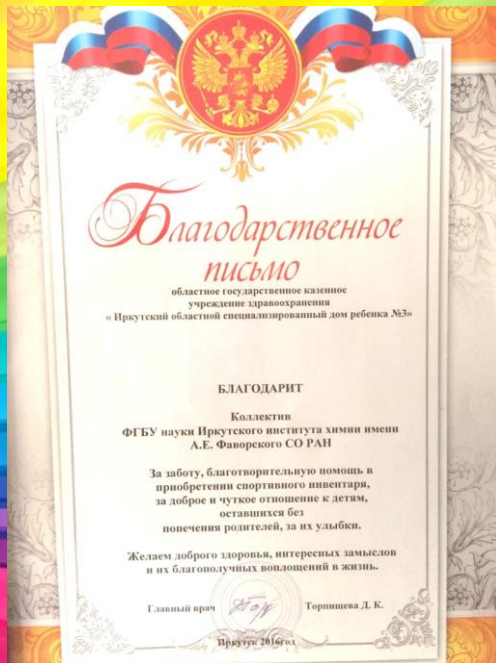 Благодарственное
письмо
областное государственное казенное
учреждение здравоохранения
« Иркутский областной специализированный дом ребенка №3»
БЛАГОДАРИТ
Коллектив
ФГБУ науки Иркутского института химии имени
А.Е. Фаворского СО РАН
За заботу, благотворительную помощь в
приобретении спортивного инвентаря,
за доброе и чуткое отношение к детям,
оставшихся без
попечения родителей, за их улыбки.
Желаем доброго здоровья, интересных замыслов
и их благополучных воплощений в жизнь.
Главный врач Торпищева Д. К.
Иркутск 2016год